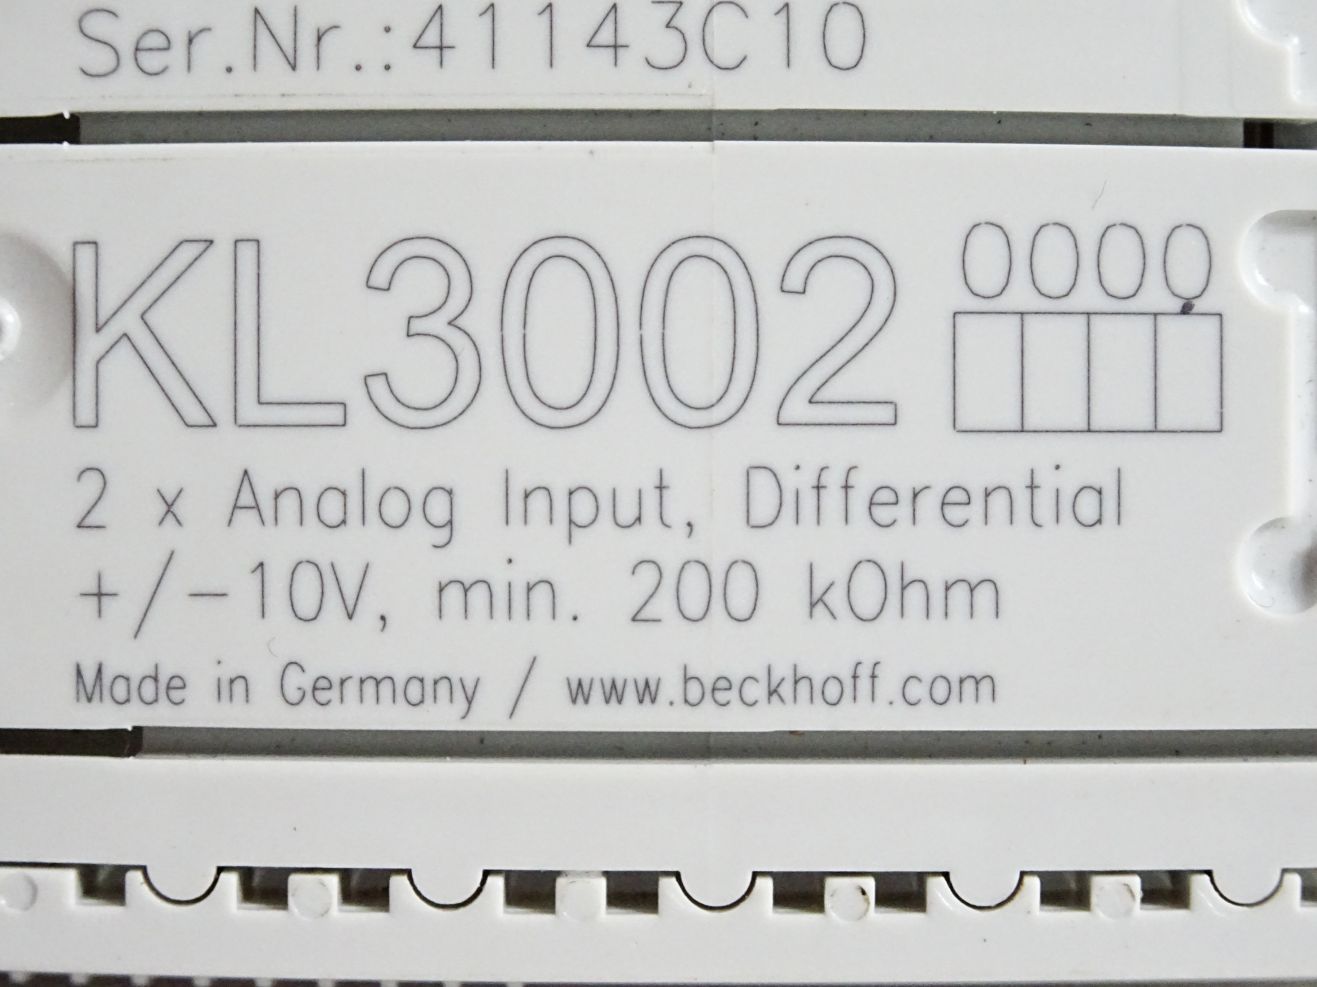 Ser.Nr.:41143C10
KL3002 0000
2 x Analog Input, Differential
+/-10V, min. 200 kOhm
Made in Germany / www.beckhoff.com